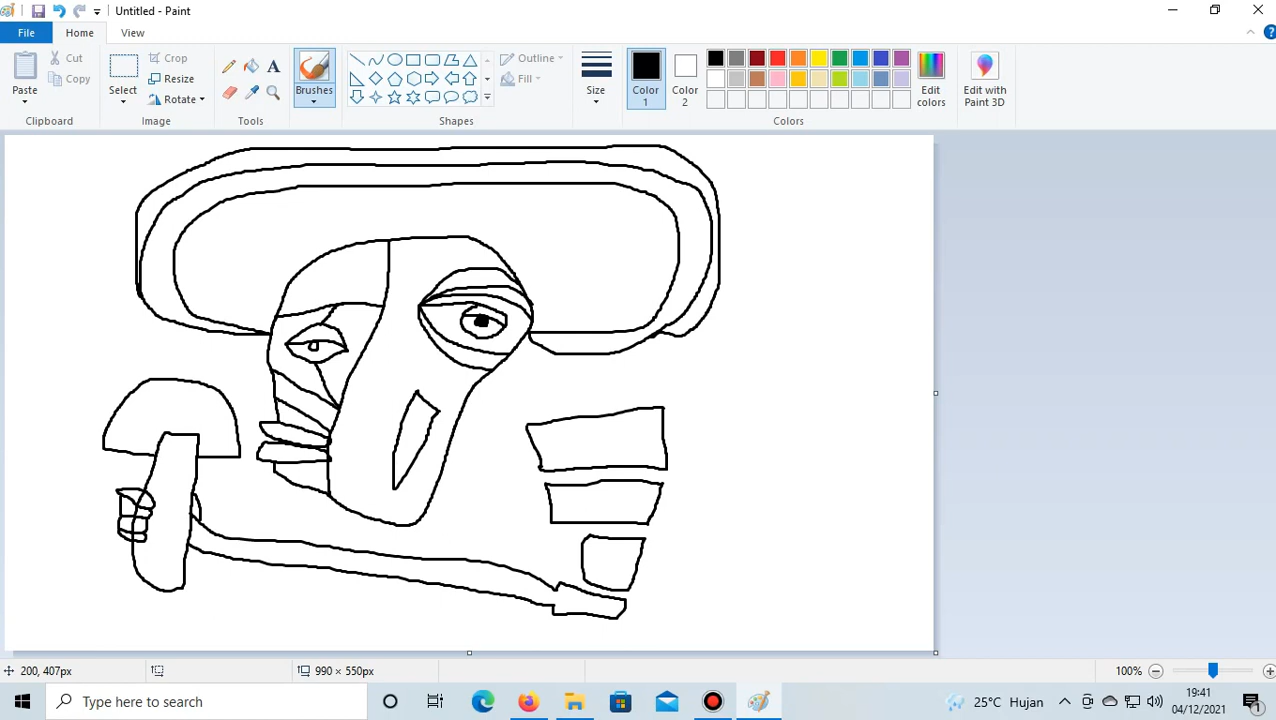 Untitled - Paint
File Home View
Paste
Cut
Copy
Clipboard
Select
Crop
Resize
Rotate
Image
A
Tools
Brushes
Outline
Fill
Shapes
Size
Color 1
Color 2
Edit colors
Colors
Edit with Paint 3D
200, 407px
990 × 550px
100%
Type here to search
25°C Hujan
19:41
04/12/2021
1